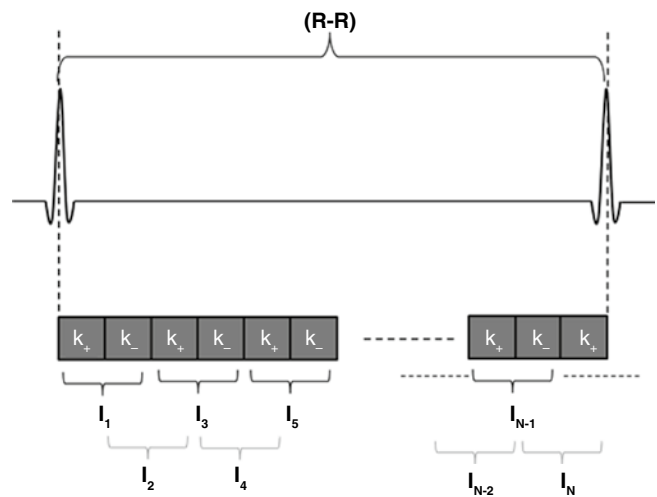 (R-R)
k₊ k₋ k₊ k₋ k₊ k₋ k₊ k₋ k₊
I₁ I₃ I₅ Iₙ₋₁
I₂ I₄ Iₙ₋₂ Iₙ